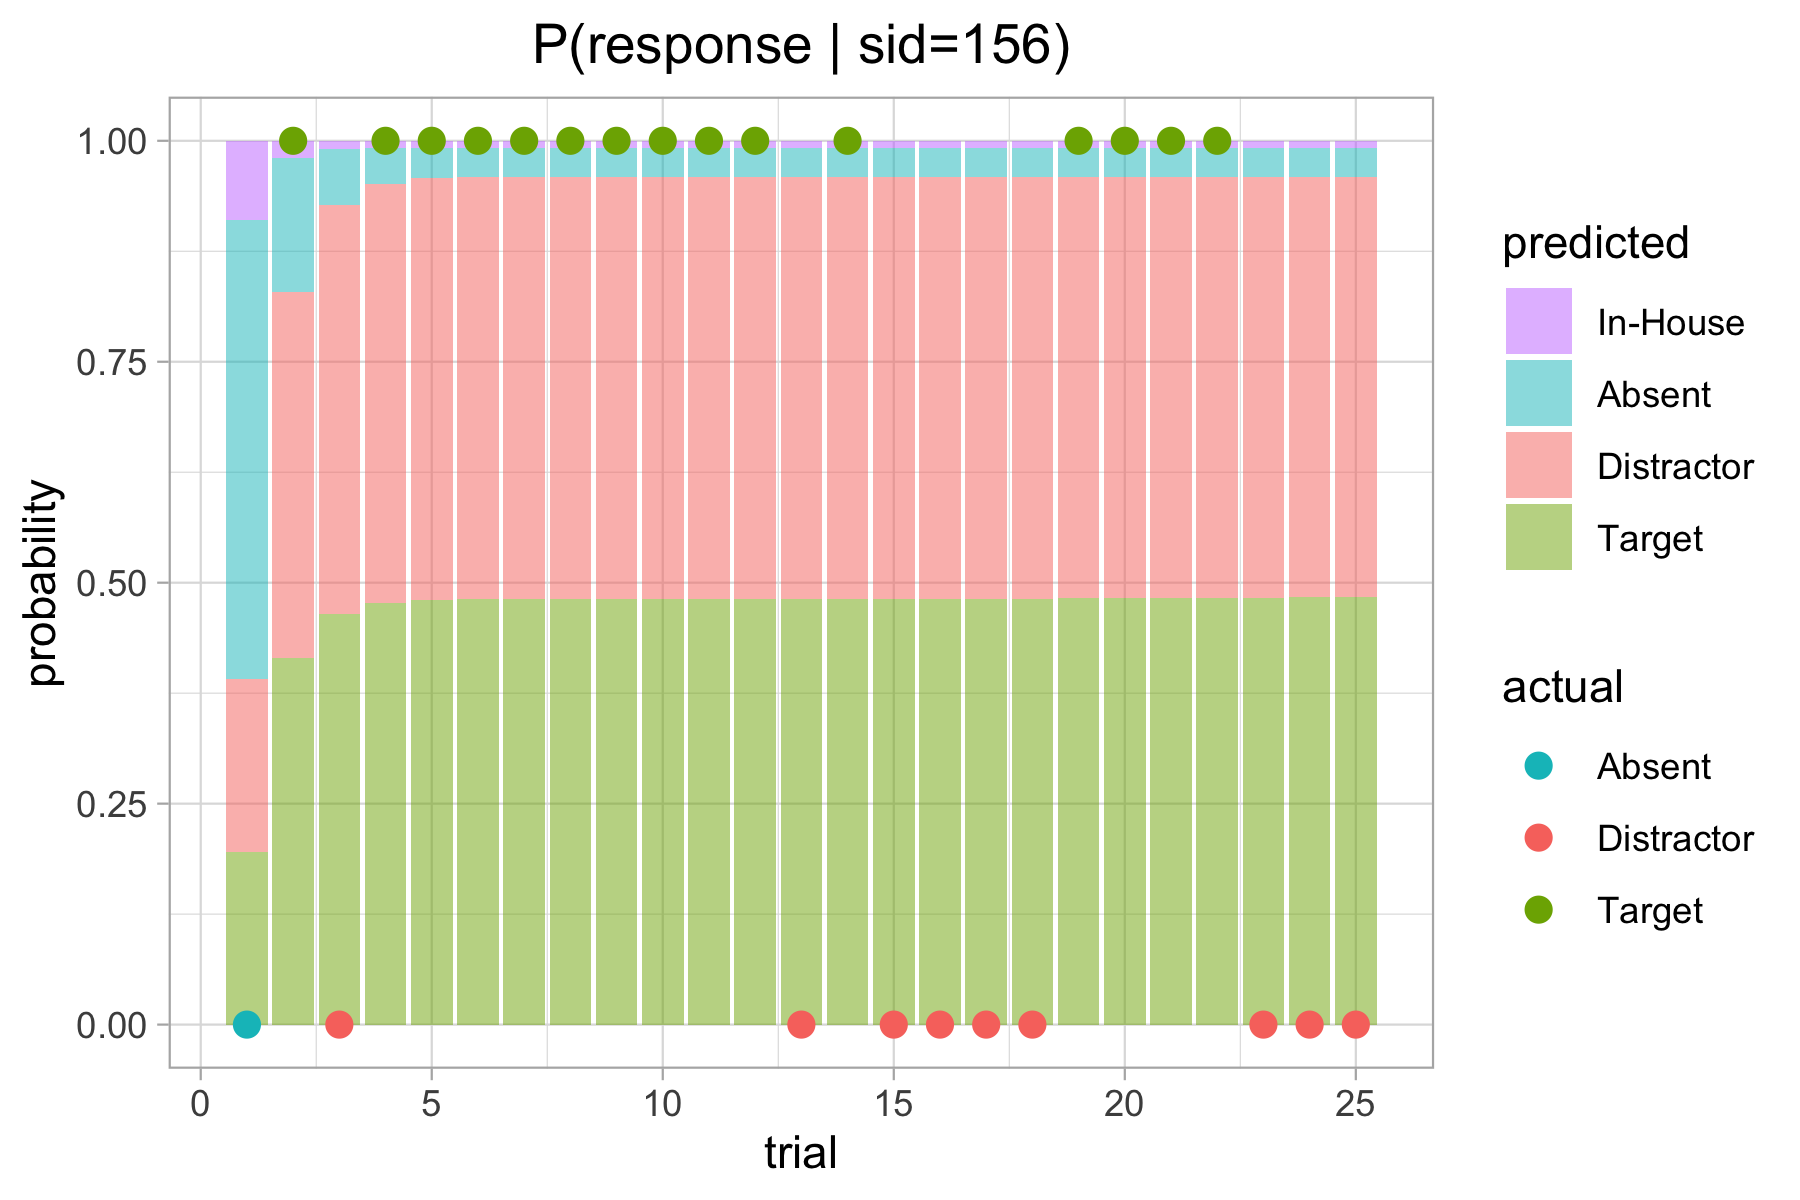 P(response | sid=156)
1.00
0.75
0.50
0.25
0.00
probability
0 5 10 15 20 25
trial
predicted
In-House
Absent
Distractor
Target
actual
Absent
Distractor
Target